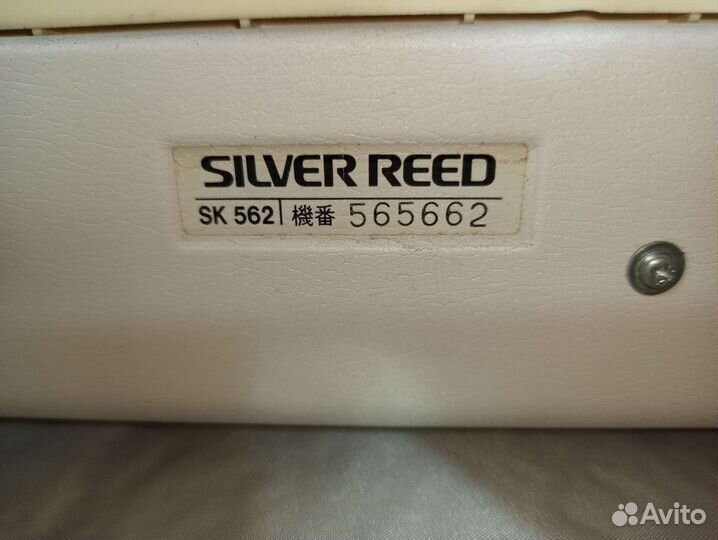 SILVER REED
SK 562 機番 565662
Avito